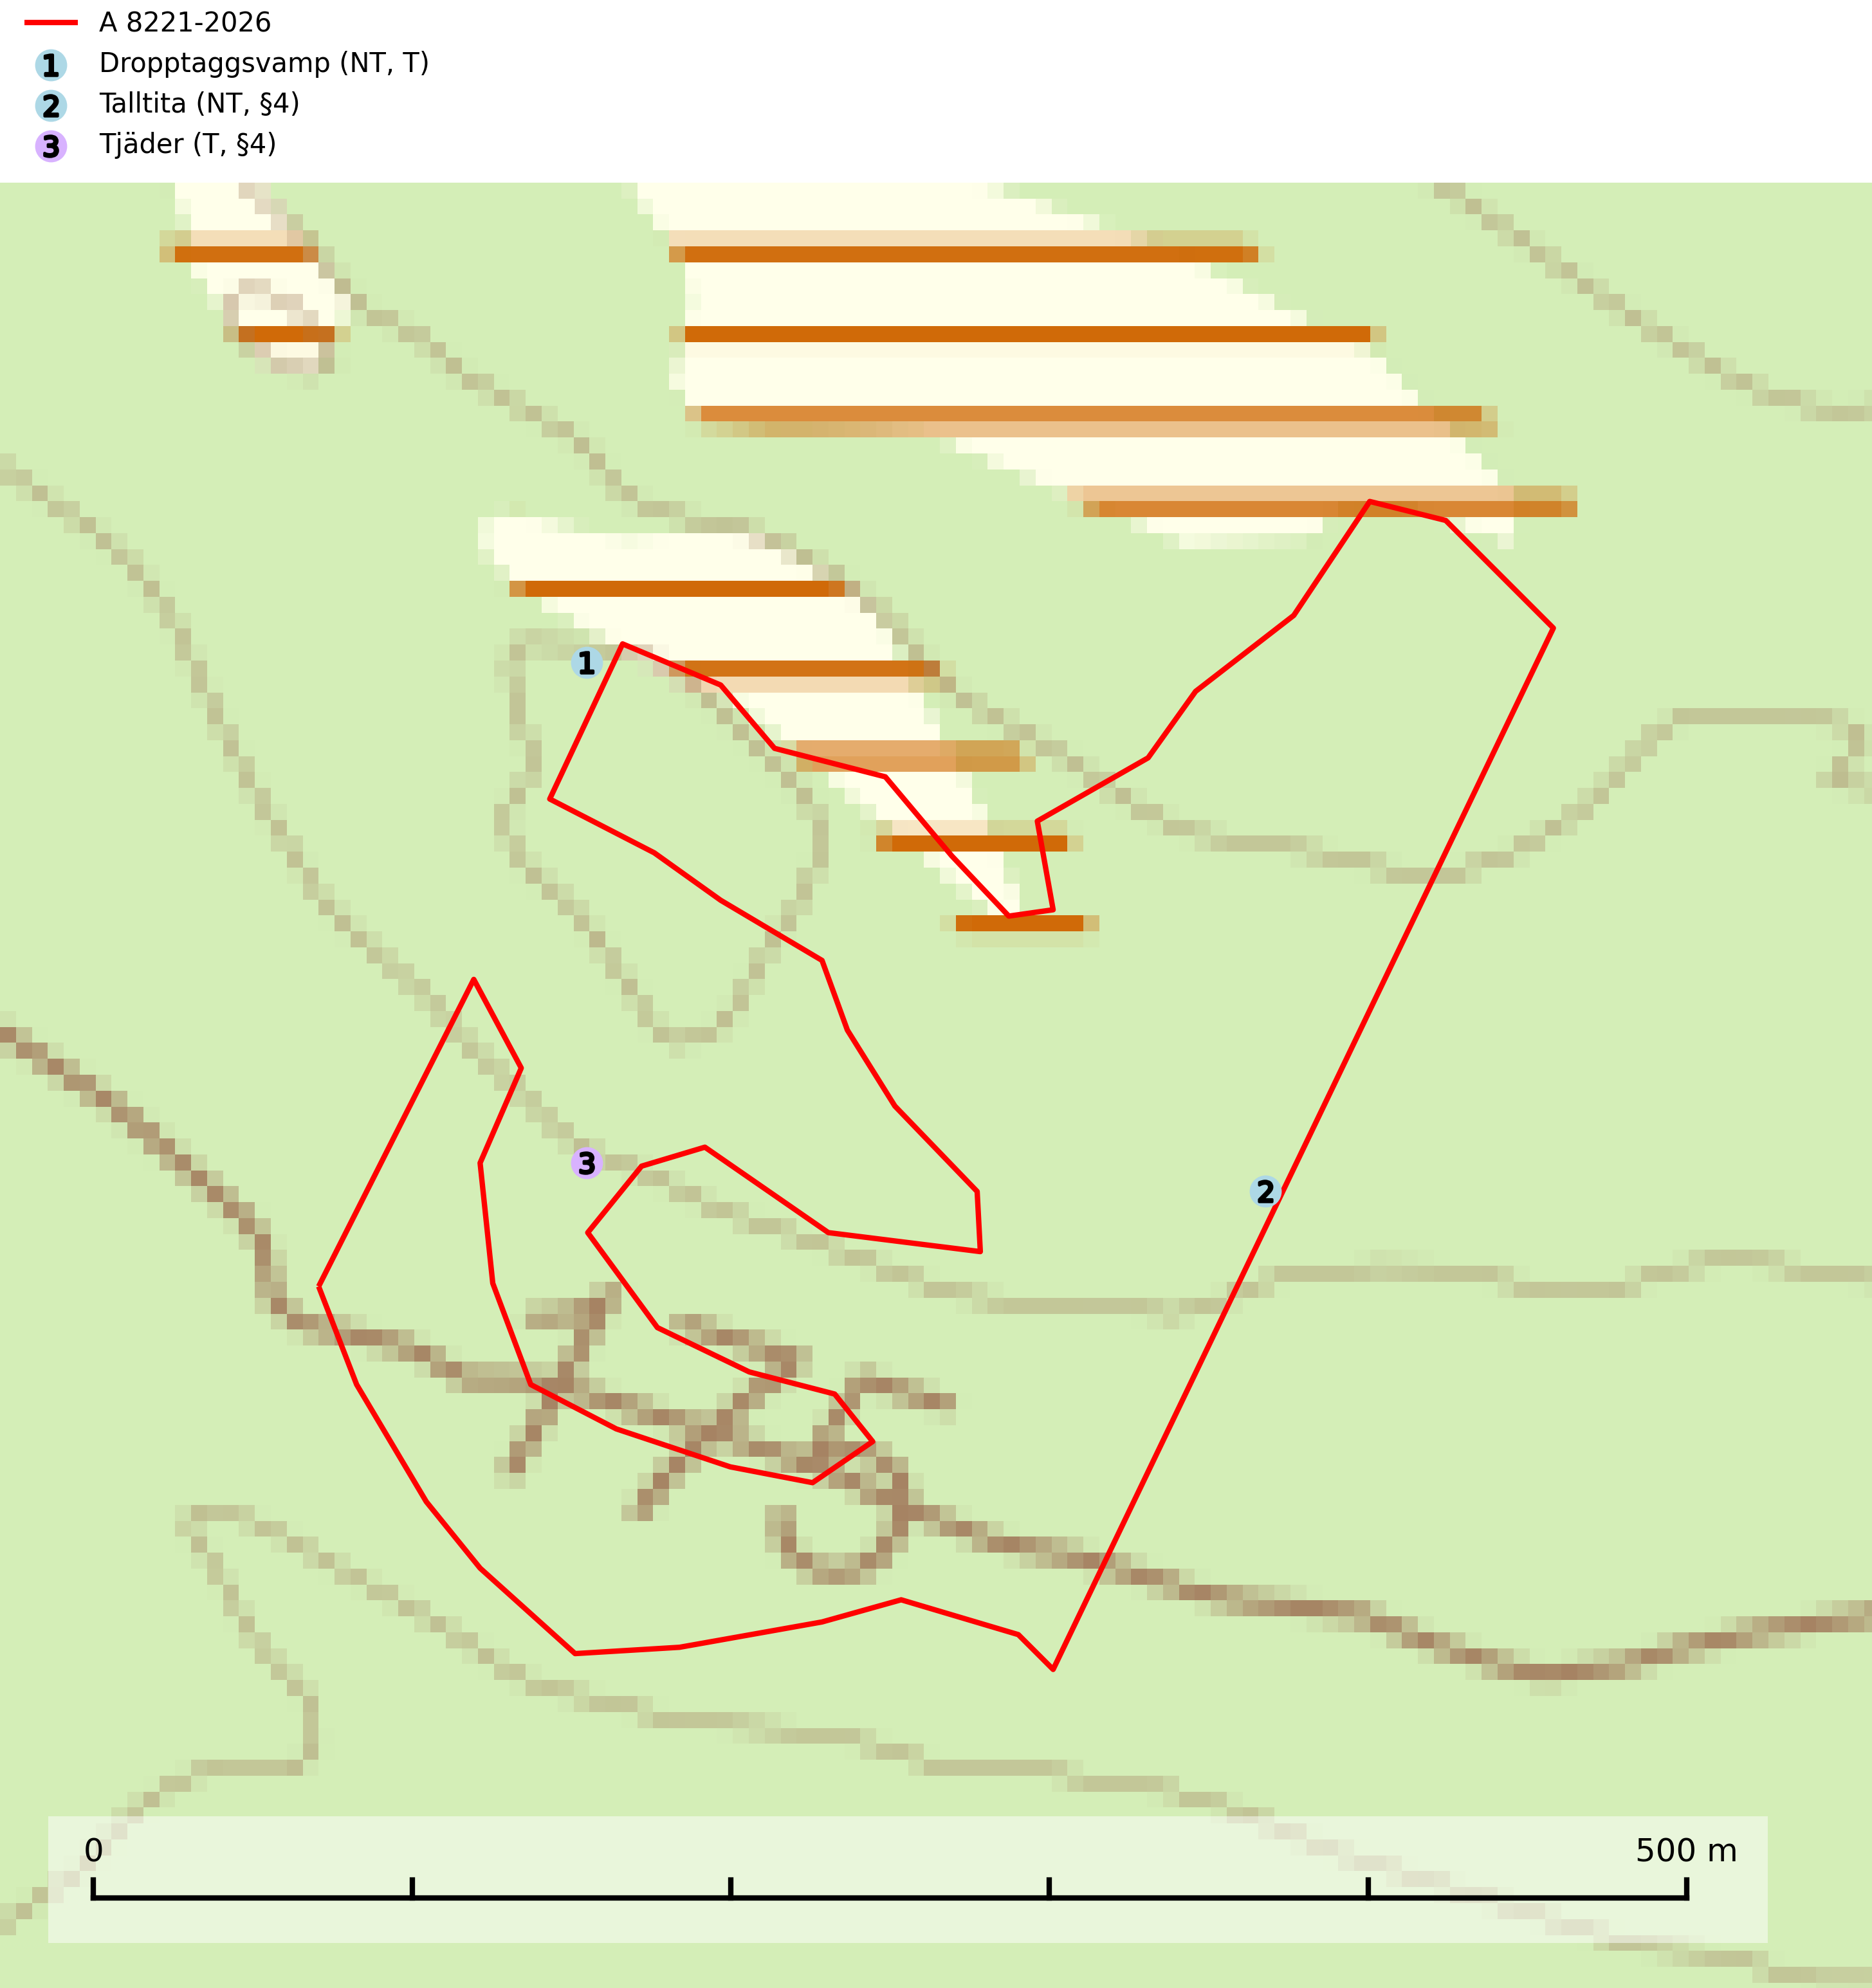 A 8221-2026
1 Dropptaggsvamp (NT, T)
2 Talltita (NT, §4)
3 Tjäder (T, §4)
1
3
2
0 500 m